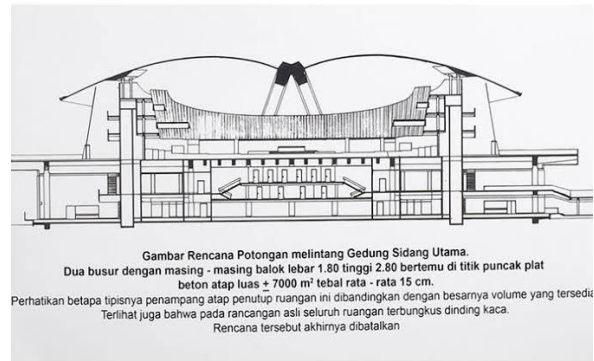 Gambar Rencana Potongan melintang Gedung Sidang Utama.
Dua busur dengan masing - masing balok lebar 1.80 tinggi 2.80 bertemu di titik puncak plat
beton atap luas ± 7000 m² tebal rata - rata 15 cm.
Perhatikan betapa tipisnya penampang atap penutup ruangan ini dibandingkan dengan besarnya volume yang tersedia
Terlihat juga bahwa pada rancangan asli seluruh ruangan terbungkus dinding kaca.
Rencana tersebut akhirnya dibatalkan